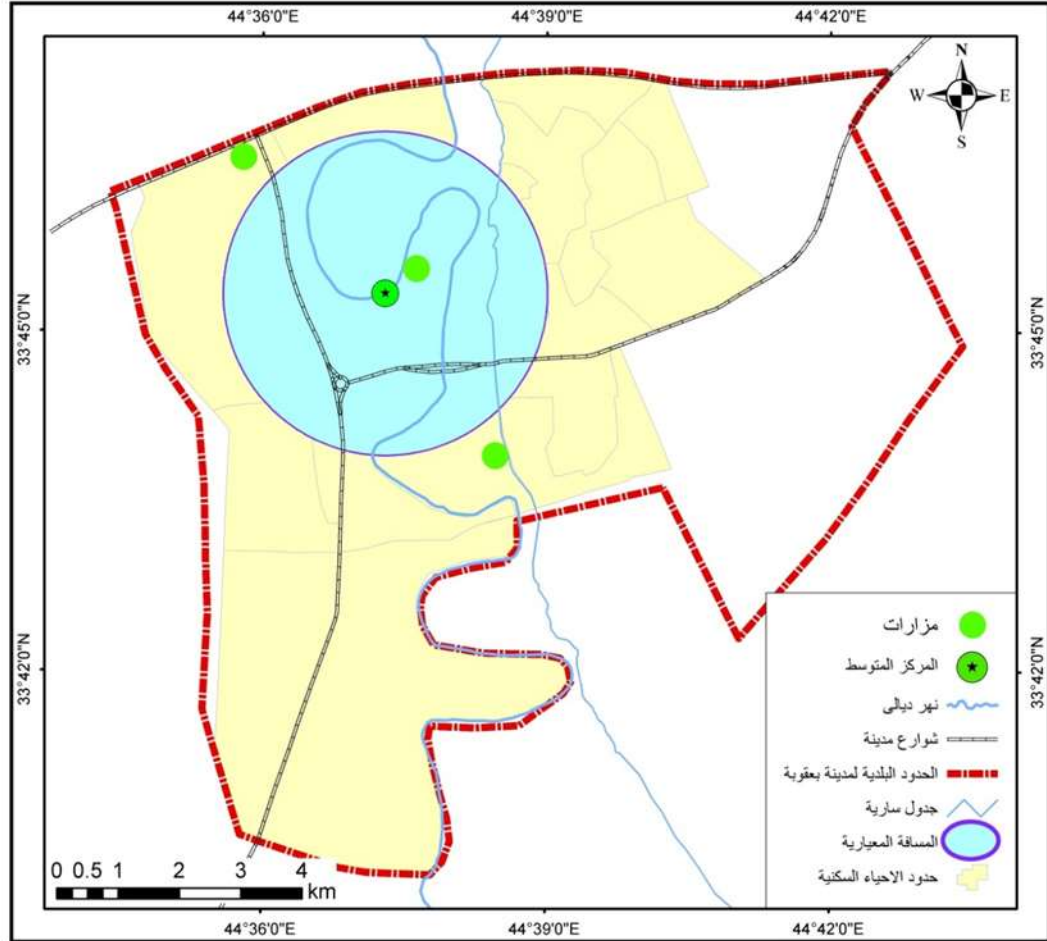 44°36'0"E
44°39'0"E
44°42'0"E
N
W E
S
33°45'0"N
33°45'0"N
33°42'0"N
33°42'0"N
مزارات
المركز المتوسط
نهر ديالى
شوارع مدينة
الحدود البلدية لمدينة بعقوبة
جدول سارية
المسافة المعيارية
حدود الاحياء السكنية
0 0.5 1 2 3 4
km
44°36'0"E
44°39'0"E
44°42'0"E